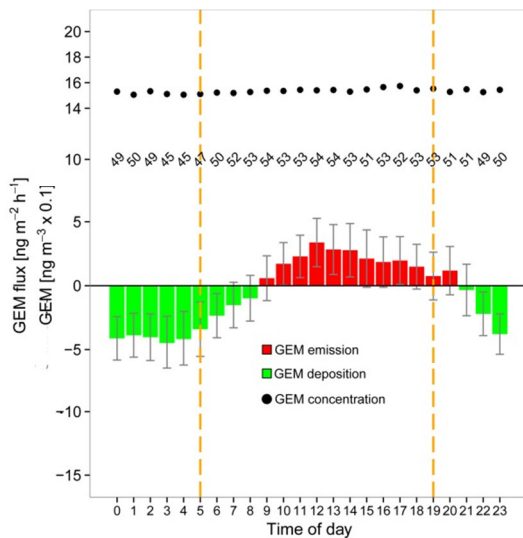 GEM flux [ng m−2 h−1]
GEM [ng m−3 x 0.1]
20
18
16
14
10
5
0
−5
−10
−15
49 50 49 45 45 47 50 52 53 54 53 53 54 54 53 51 53 52 53 53 51 51 49 50
GEM emission
GEM deposition
GEM concentration
0 1 2 3 4 5 6 7 8 9 10 11 12 13 14 15 16 17 18 19 20 21 22 23
Time of day